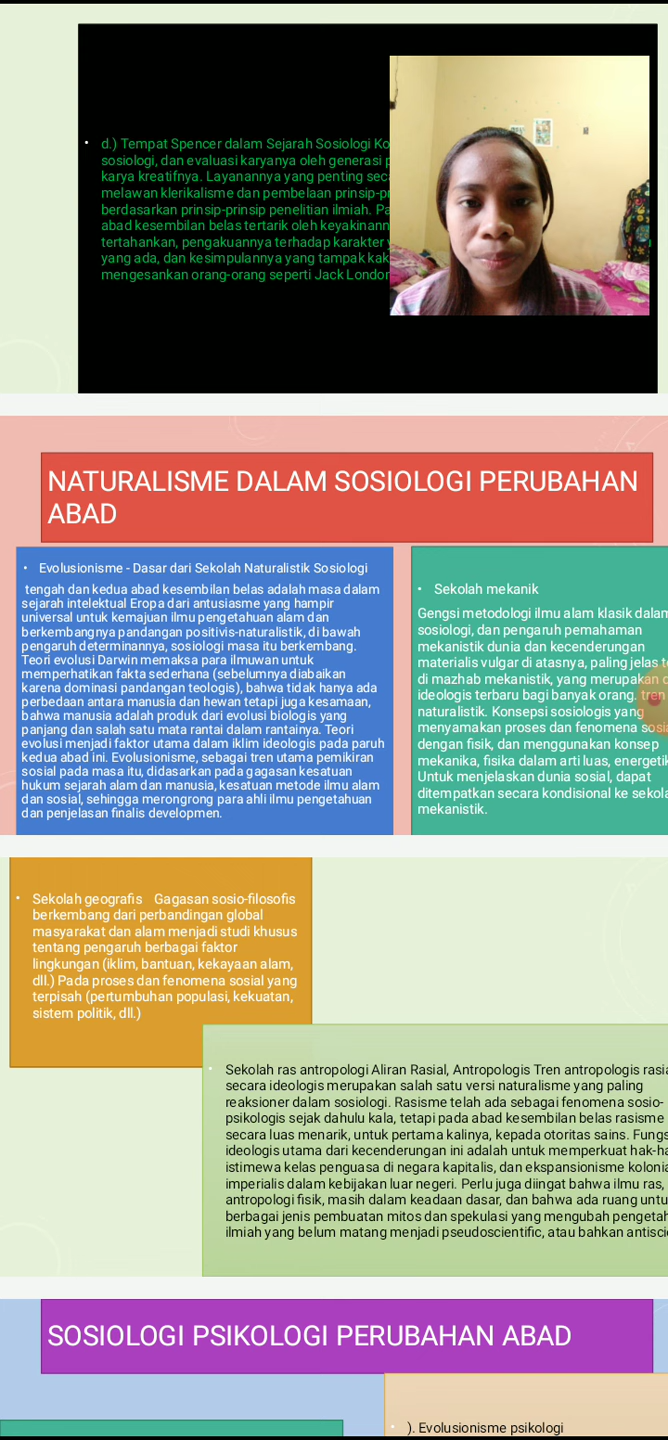 d.) Tempat Spencer dalam Sejarah Sosiologi
sosiologi, dan evaluasi karyanya oleh generasi
karya kreatifnya. Layanannya yang penting
melawan klerikalisme dan pembelaan
berdasarkan prinsip-prinsip penelitian ilmiah.
abad kesembilan belas tertarik oleh
tertahankan, pengakuannya terhadap karakter
yang ada, dan kesimpulannya yang tampak
mengesankan orang-orang seperti Jack London
NATURALISME DALAM SOSIOLOGI PERUBAHAN
ABAD
• Evolusionisme - Dasar dari Sekolah Naturalistik Sosiologi
tengah dan kedua abad kesembilan belas adalah masa dalam
sejarah intelektual Eropa dari antusiasme yang hampir
universal untuk kemajuan ilmu pengetahuan alam dan
berkembangnya pandangan positivis-naturalistik, di bawah
pengaruh determinannya, sosiologi masa itu berkembang.
Teori evolusi Darwin memaksa para ilmuwan untuk
memperhatikan fakta sederhana (sebelumnya diabaikan
karena dominasi pandangan teologis), bahwa tidak hanya ada
perbedaan antara manusia dan hewan tetapi juga kesamaan,
bahwa manusia adalah produk dari evolusi biologis yang
panjang dan salah satu mata rantai dalam rantainya. Teori
evolusi menjadi faktor utama dalam iklim ideologis pada paruh
kedua abad ini. Evolusionisme, sebagai tren utama pemikiran
sosial pada masa itu, didasarkan pada gagasan kesatuan
hukum sejarah alam dan manusia, kesatuan metode ilmu alam
dan sosial, sehingga merongrong para ahli ilmu pengetahuan
dan penjelasan finalis developmen.
• Sekolah mekanik
Gengsi metodologi ilmu alam klasik dalam
sosiologi, dan pengaruh pemahaman
mekanistik dunia dan kecenderungan
materialis vulgar di atasnya, paling jelas
di mazhab mekanistik, yang merupakan
ideologis terbaru bagi banyak orang. tren
naturalistik. Konsepsi sosiologis yang
menyamakan proses dan fenomena
dengan fisik, dan menggunakan konsep
mekanika, fisika dalam arti luas,
Untuk menjelaskan dunia sosial, dapat
ditempatkan secara kondisional ke
mekanistik.
• Sekolah geografis Gagasan sosio-filosofis
berkembang dari perbandingan global
masyarakat dan alam menjadi studi khusus
tentang pengaruh berbagai faktor
lingkungan (iklim, bantuan, kekayaan alam,
dll.) Pada proses dan fenomena sosial yang
terpisah (pertumbuhan populasi, kekuatan,
sistem politik, dll.)
Sekolah ras antropologi Aliran Rasial, Antropologis Tren antropologis
secara ideologis merupakan salah satu versi naturalisme yang paling
reaksioner dalam sosiologi. Rasisme telah ada sebagai fenomena sosio-
psikologis sejak dahulu kala, tetapi pada abad kesembilan belas rasisme
secara luas menarik, untuk pertama kalinya, kepada otoritas sains.
ideologis utama dari kecenderungan ini adalah untuk memperkuat
istimewa kelas penguasa di negara kapitalis, dan ekspansionisme
imperialis dalam kebijakan luar negeri. Perlu juga diingat bahwa ilmu ras,
antropologi fisik, masih dalam keadaan dasar, dan bahwa ada ruang
berbagai jenis pembuatan mitos dan spekulasi yang mengubah
ilmiah yang belum matang menjadi pseudoscientific, atau bahkan
SOSIOLOGI PSIKOLOGI PERUBAHAN ABAD
• ). Evolusionisme psikologi